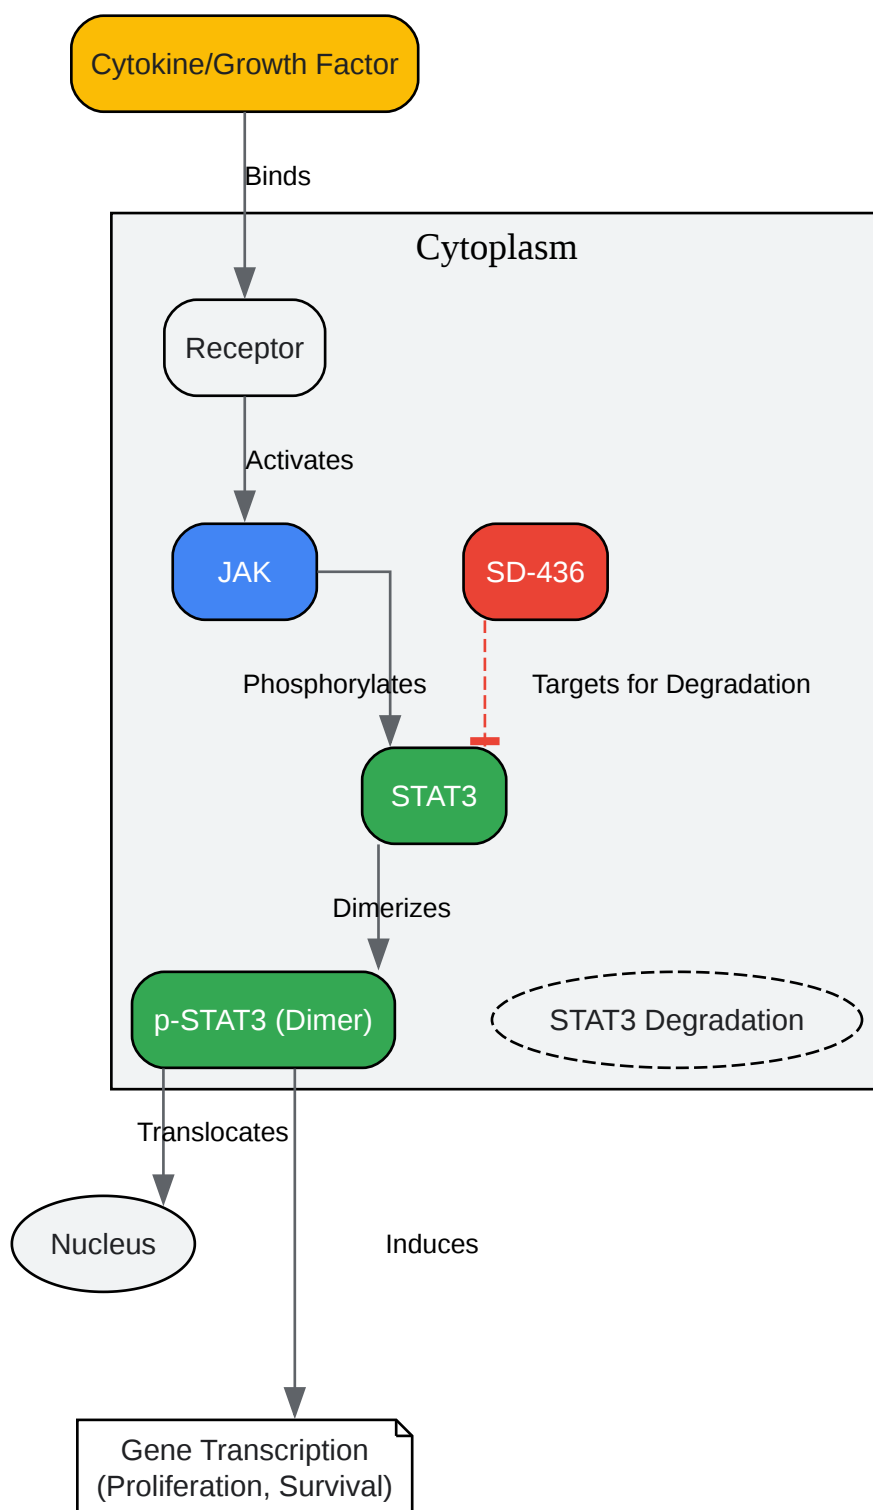 Cytokine/Growth Factor
Binds
Cytoplasm
Receptor
Activates
JAK
SD-436
Phosphorylates
Targets for Degradation
STAT3
Dimerizes
p-STAT3 (Dimer)
STAT3 Degradation
Translocates
Nucleus
Induces
Gene Transcription
(Proliferation, Survival)